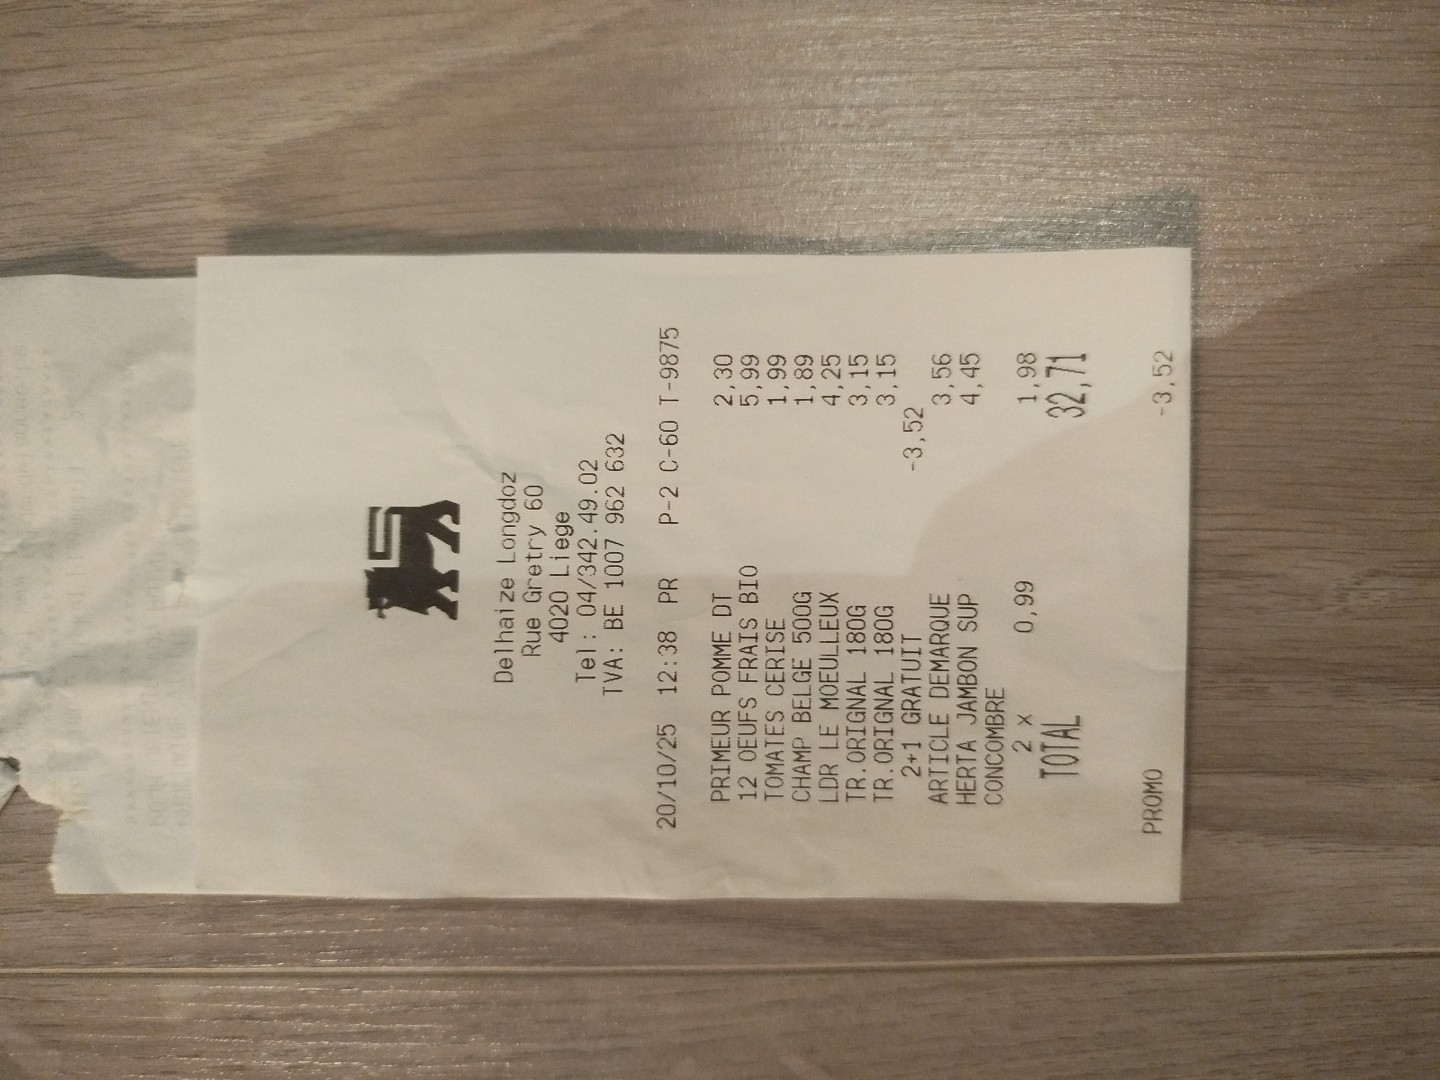 Delhaize Longdoz
Rue Gretry 60
4020 Liege
Tel: 04/342.49.02
TVA: BE 1007 962 632
20/10/25 12:38 PR P-2 C-60 T-9875
PRIMEUR POMME DT 2,30
12 OEUFS FRAIS BIO 5,99
TOMATES CERISE 1,99
CHAMP BELGE 500G 1,89
LDR LE MOEULLEUX 4,25
TR.ORIGNAL 180G 3,15
TR.ORIGNAL 180G 3,15
2+1 GRATUIT -3,52
ARTICLE DEMARQUE 3,56
HERTA JAMBON SUP 4,45
CONCOMBRE
2 x 0,99 1,98
TOTAL 32,71
PROMO -3,52